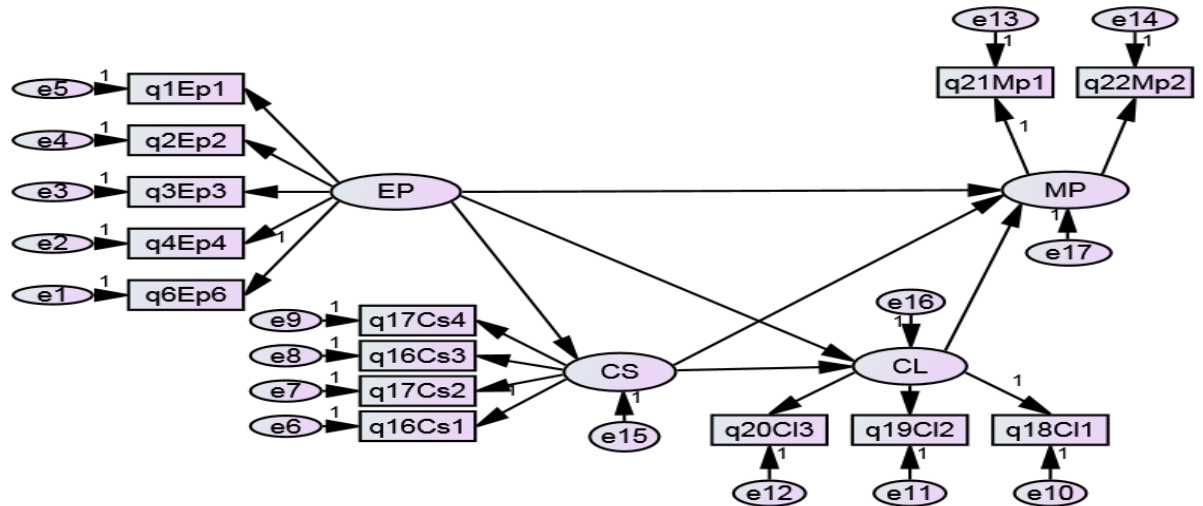 e13 e14
1 1
q21Mp1 q22Mp2
1
MP
1
e17
e5 1 q1Ep1
e4 1 q2Ep2
e3 1 q3Ep3
e2 1 q4Ep4
e1 1 q6Ep6
1
EP
e9 1 q17Cs4
e8 1 q16Cs3
e7 1 q17Cs2
e6 1 q16Cs1
1
CS
1
e15
e16
1
CL
1
q20Cl3 q19Cl2 q18Cl1
1 1 1
e12 e11 e10